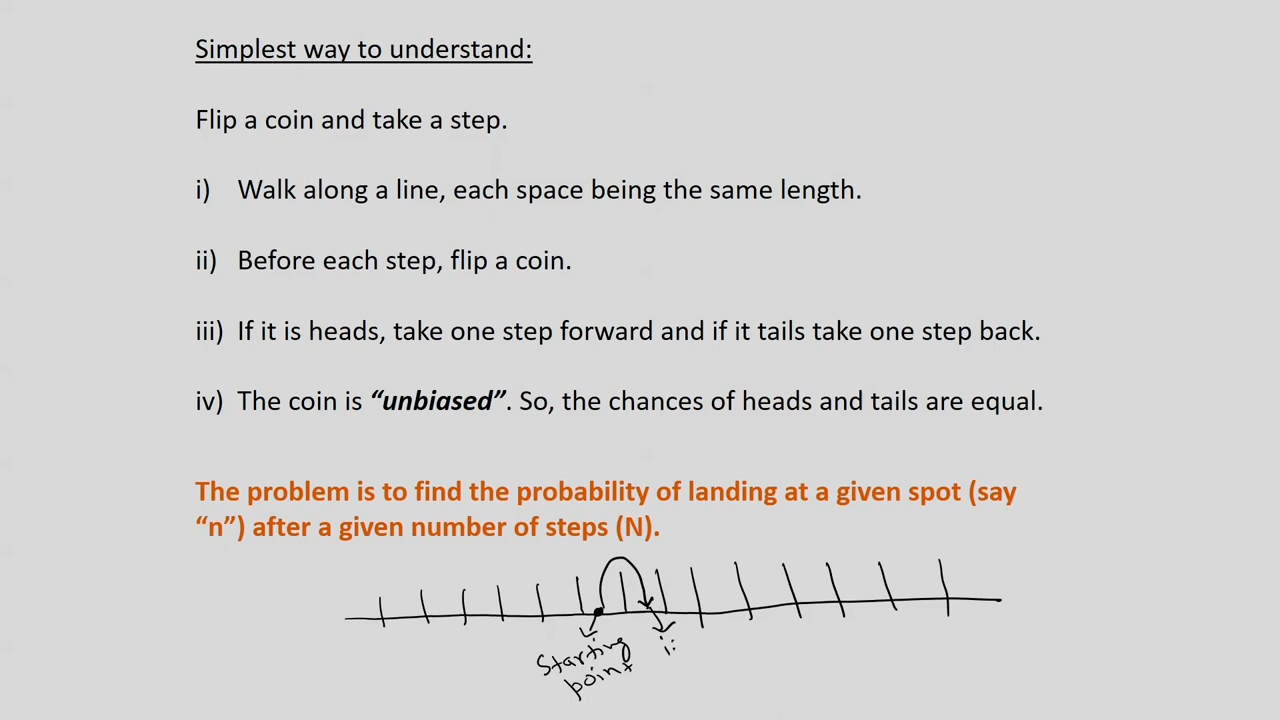 Simplest way to understand:
Flip a coin and take a step.
i) Walk along a line, each space being the same length.
ii) Before each step, flip a coin.
iii) If it is heads, take one step forward and if it tails take one step back.
iv) The coin is “unbiased”. So, the chances of heads and tails are equal.
The problem is to find the probability of landing at a given spot (say
“n”) after a given number of steps (N).
Starting
point